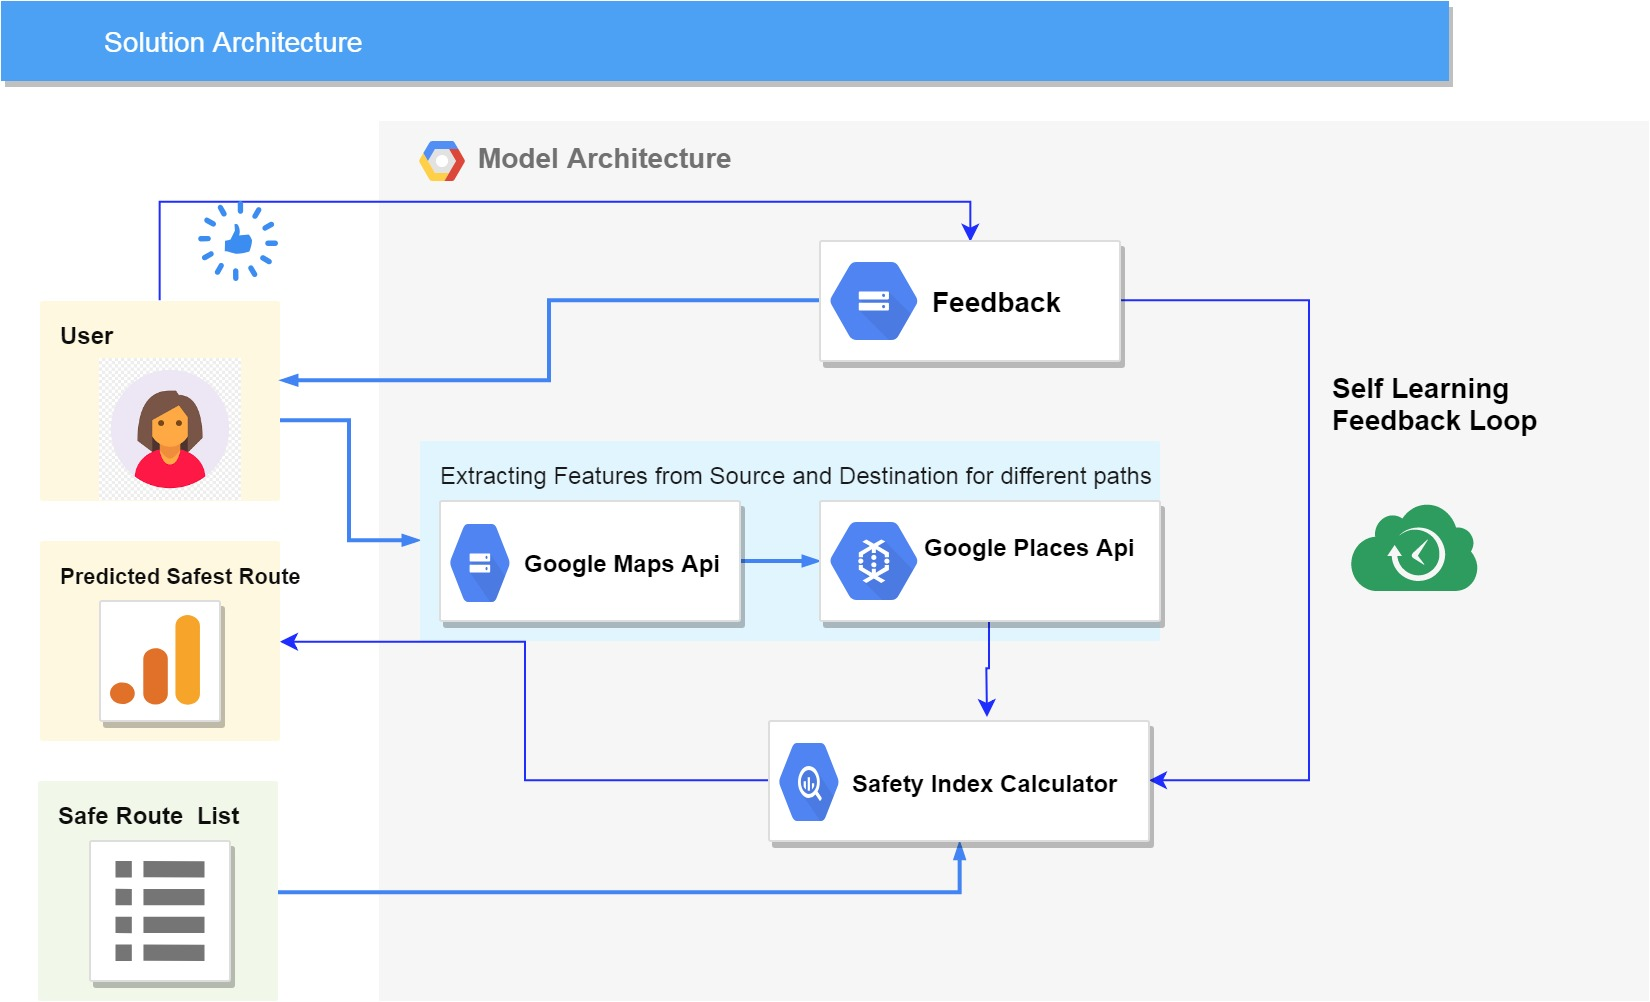 Solution Architecture
Model Architecture
Feedback
User
Self Learning
Feedback Loop
Extracting Features from Source and Destination for different paths
Google Maps Api
Google Places Api
Predicted Safest Route
Safety Index Calculator
Safe Route  List